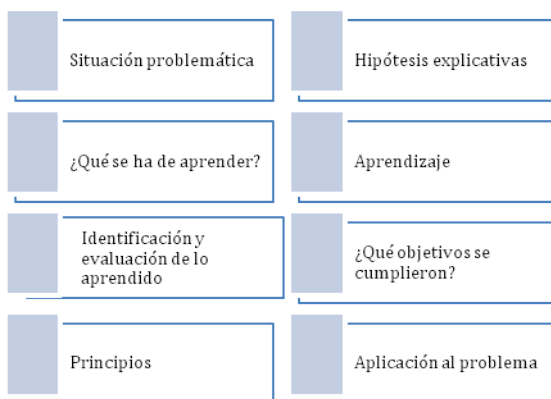 Situación problemática
Hipótesis explicativas
¿Qué se ha de aprender?
Aprendizaje
Identificación y
evaluación de lo
aprendido
¿Qué objetivos se
cumplieron?
Principios
Aplicación al problema